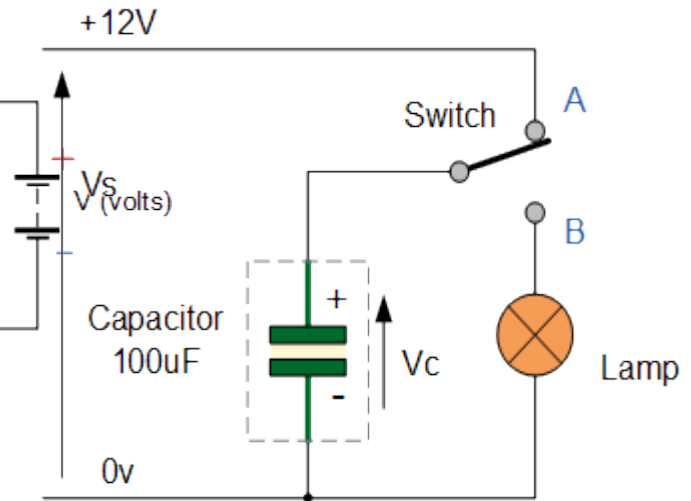 +12V
A
Switch
+
Vs
V (volts)
-
B
+
Capacitor
100uF
Vc
Lamp
-
0v